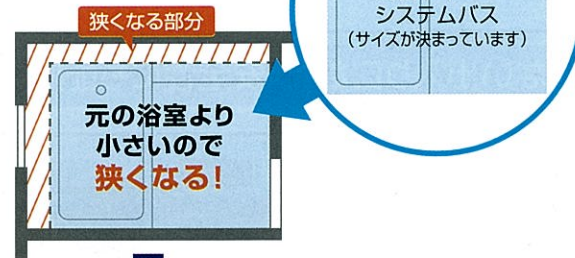 狭くなる部分
システムバス
（サイズが決まっています）
元の浴室より
小さいので
狭くなる！